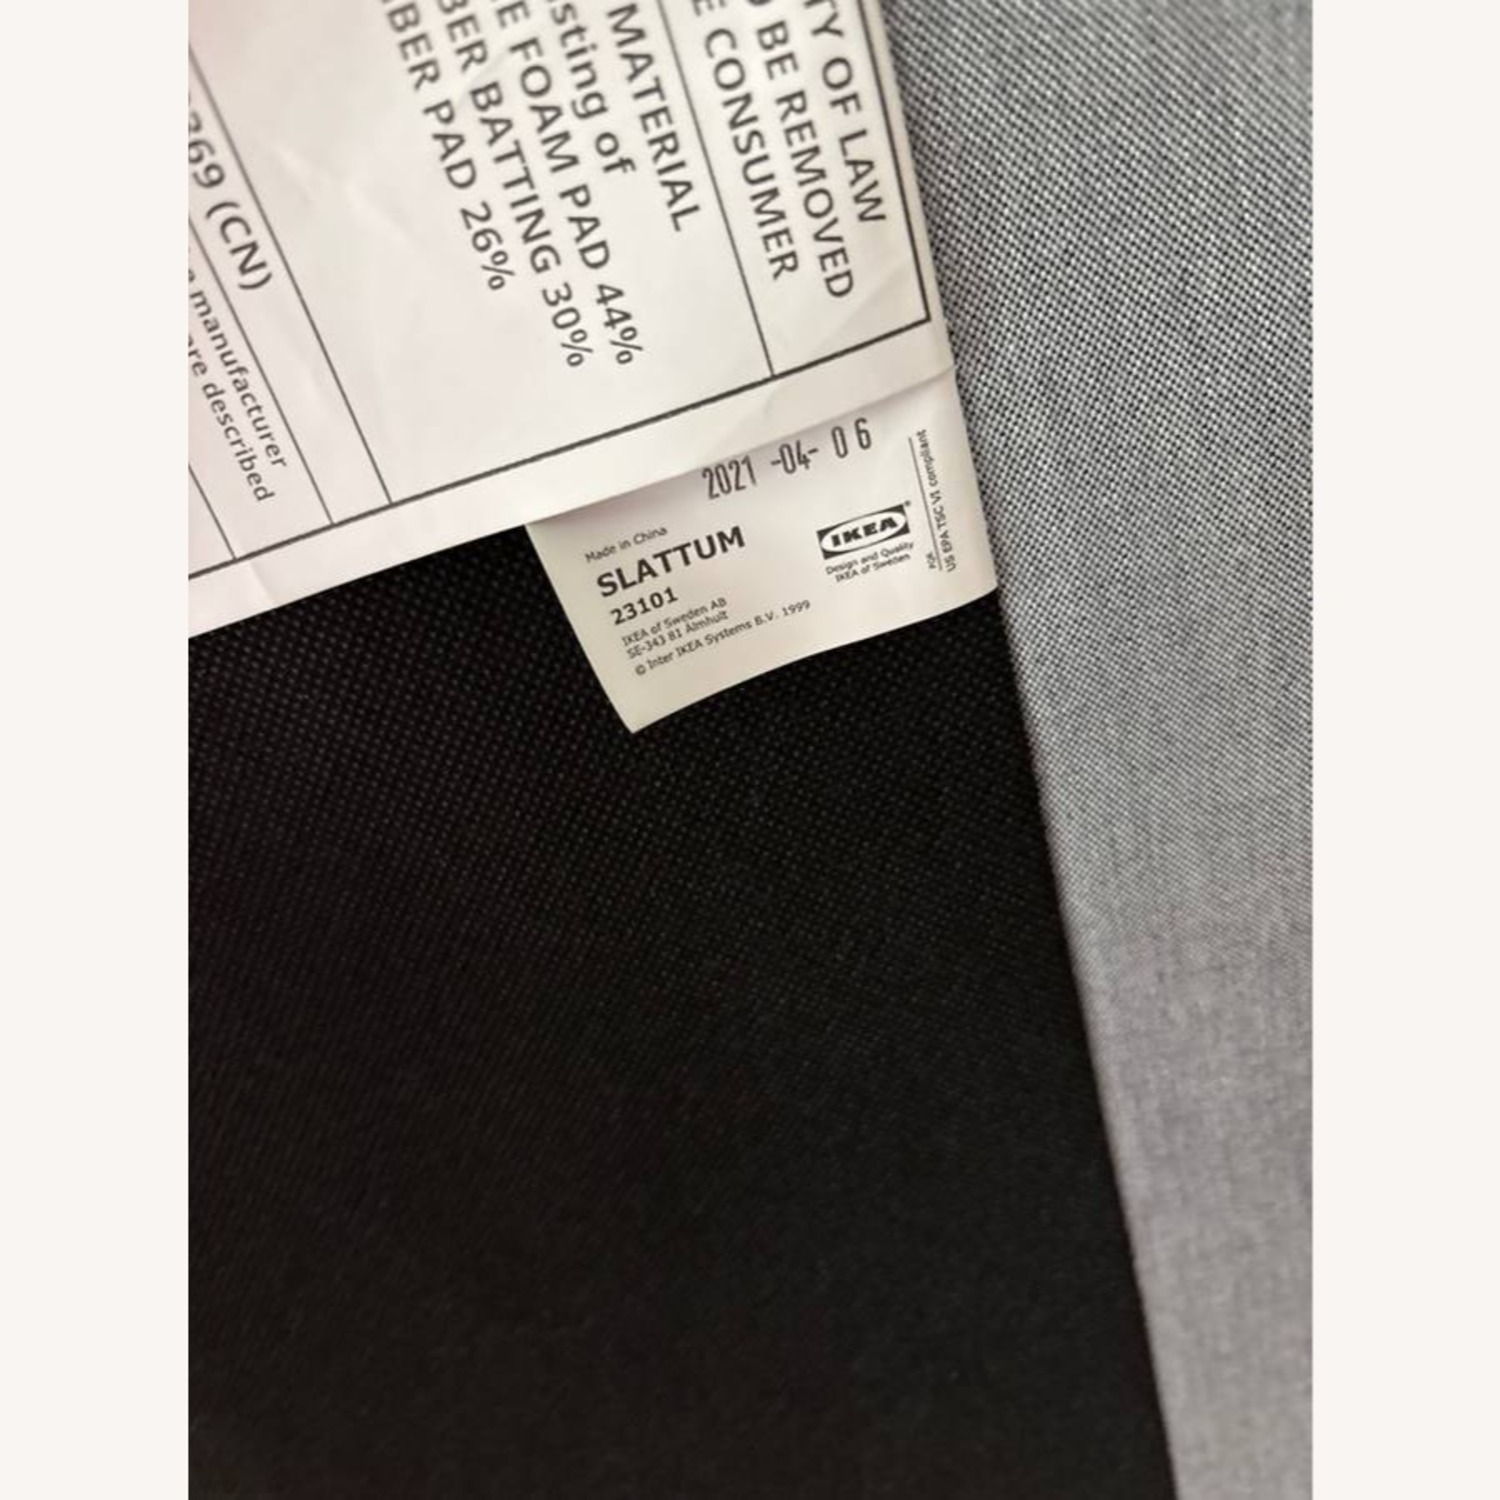 TY OF LAW
BE REMOVED
E CONSUMER
MATERIAL
sting of
E FOAM PAD 44%
BER BATTING 30%
BER PAD 26%
269 (CN)
manufacturer
are described
2021 -04- 06
Made in China
SLATTUM
23101
IKEA of Sweden AB
SE-343 81 Älmhult
© Inter IKEA Systems B.V. 1999
IKEA®
Design and Quality
IKEA of Sweden
US EPA TSC VI compliant